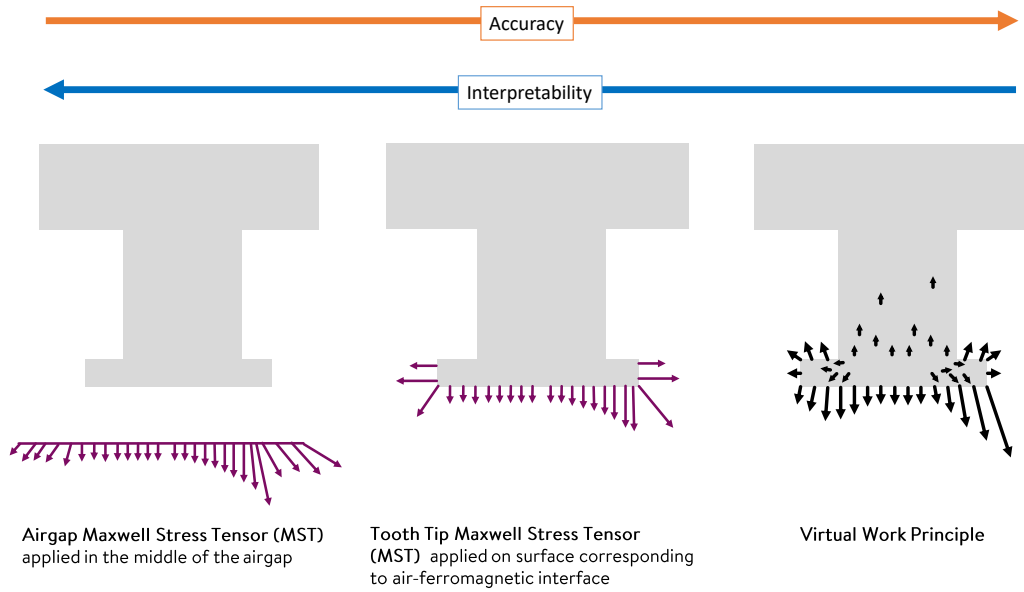 Accuracy
Interpretability
Airgap Maxwell Stress Tensor (MST)
applied in the middle of the airgap
Tooth Tip Maxwell Stress Tensor
(MST) applied on surface corresponding
to air-ferromagnetic interface
Virtual Work Principle